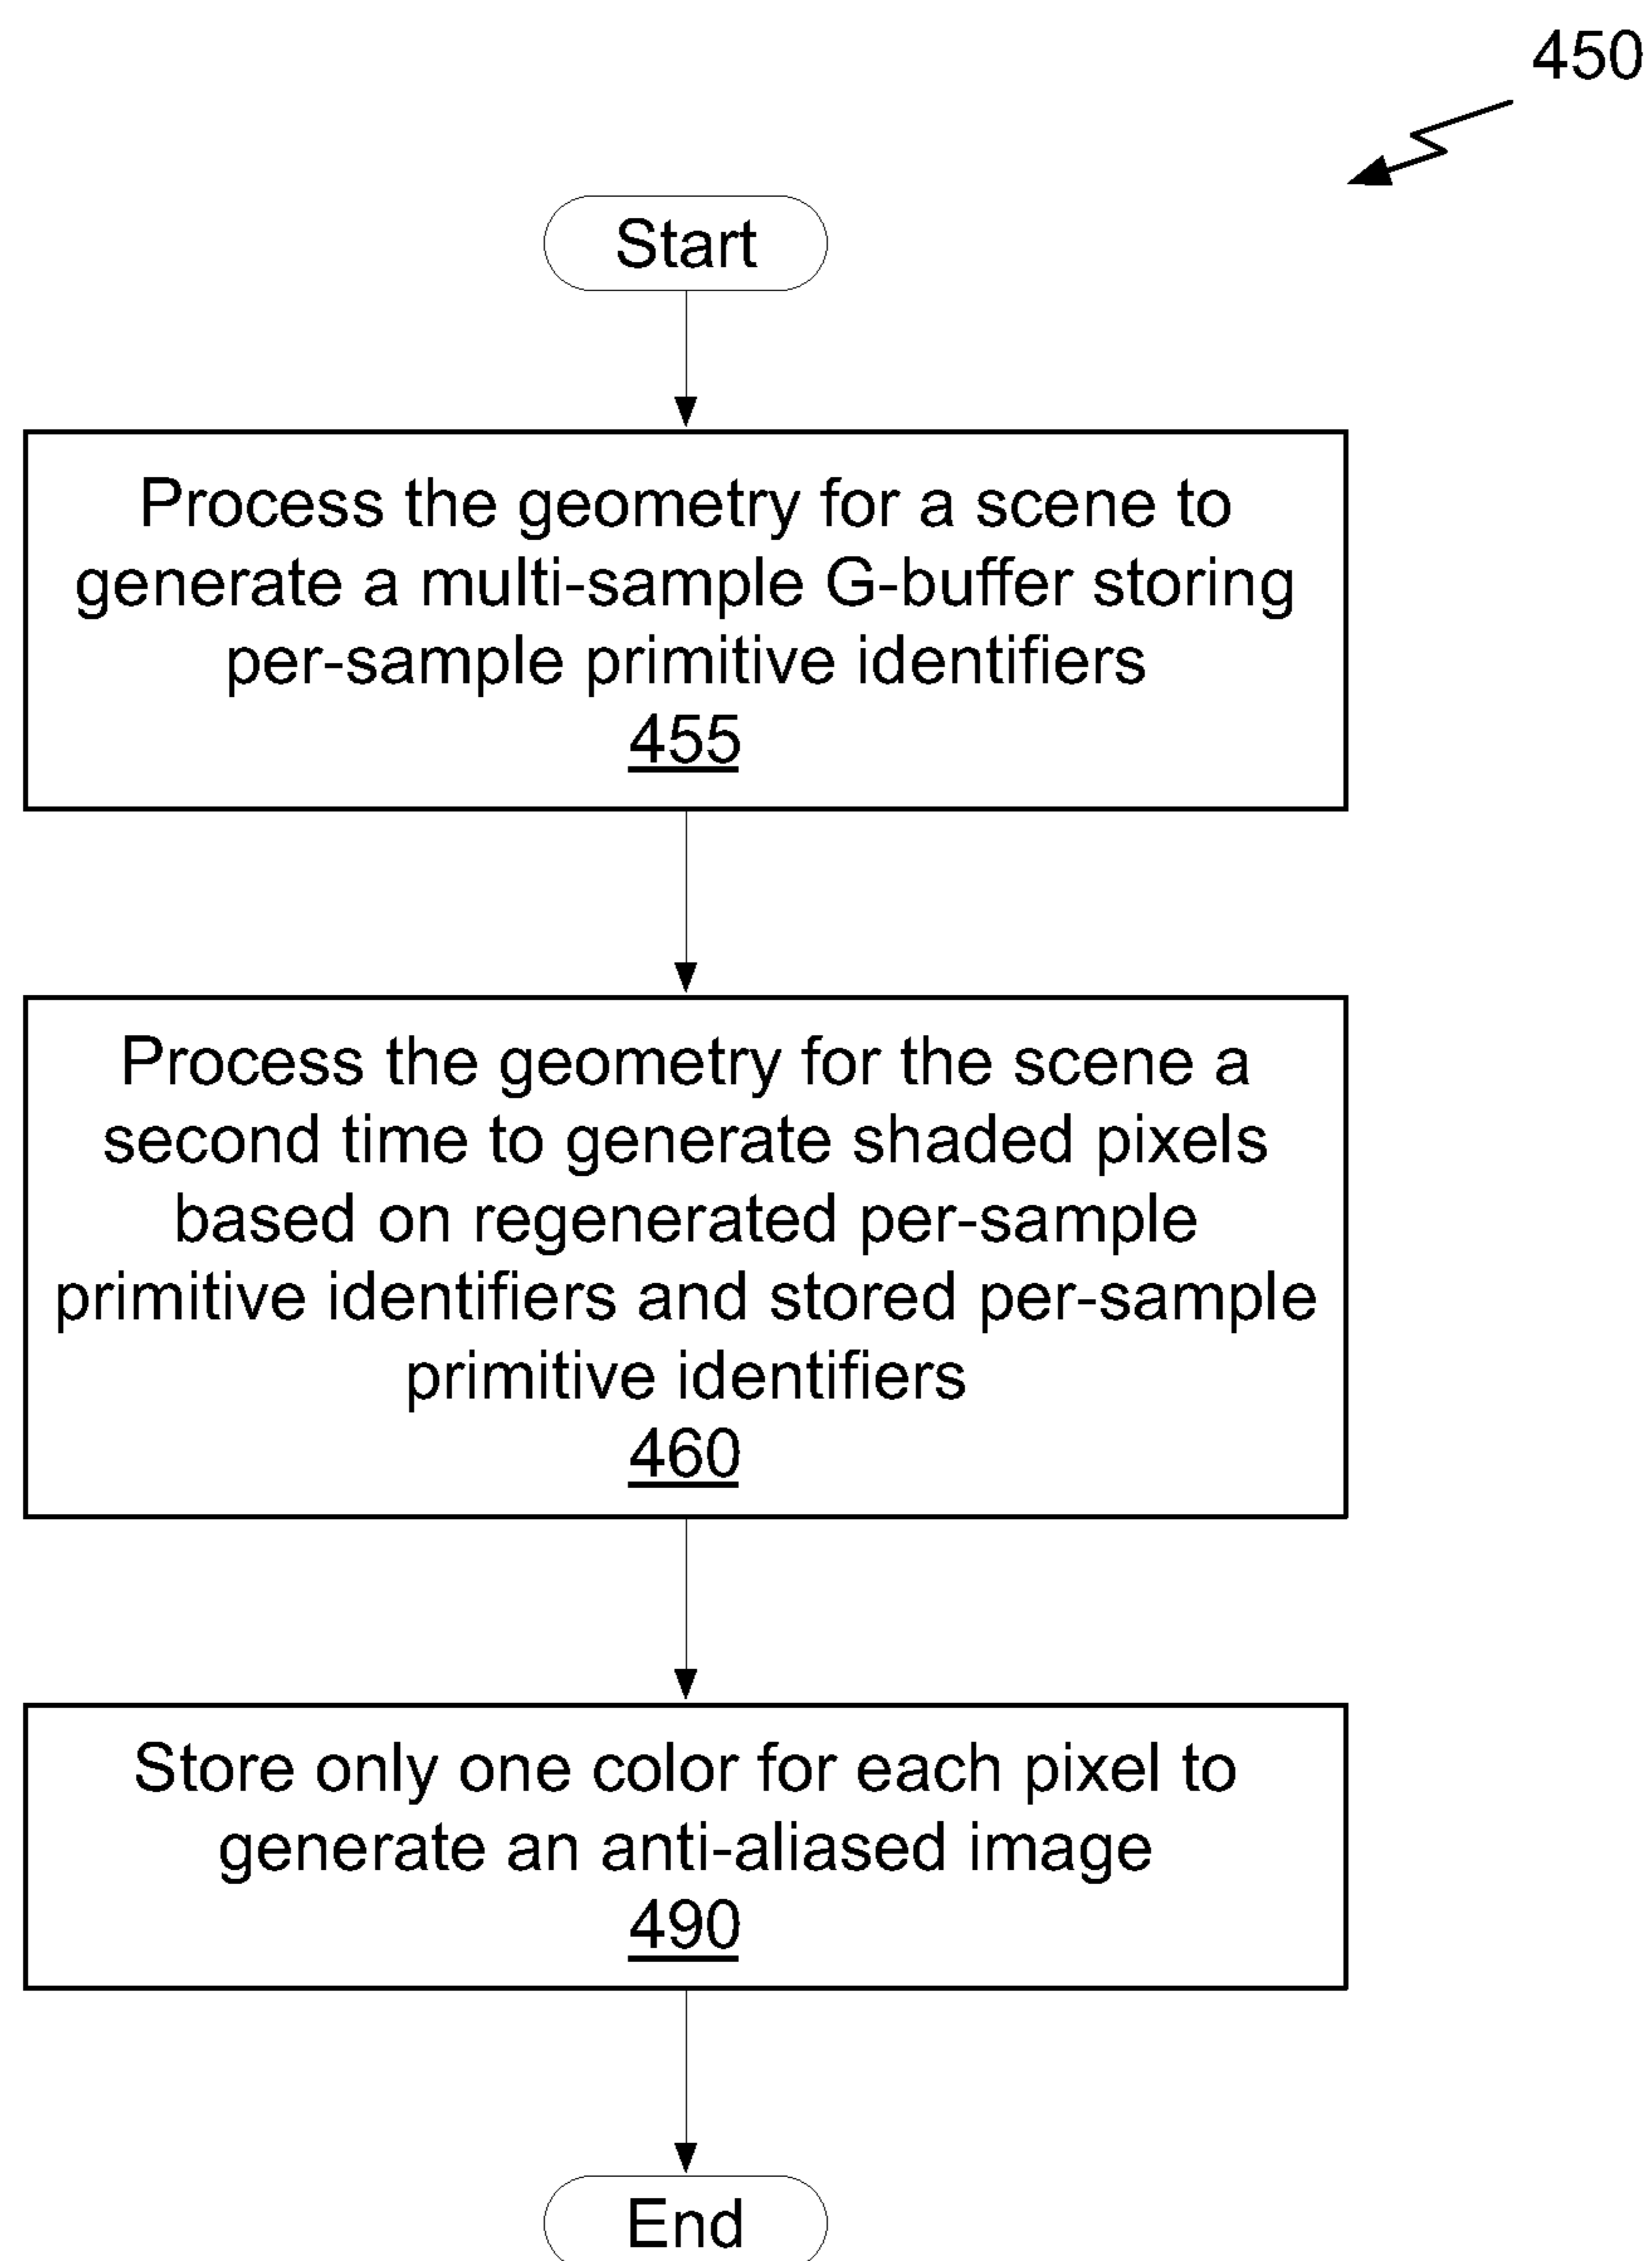 450
Start
Process the geometry for a scene to
generate a multi-sample G-buffer storing
per-sample primitive identifiers
455
Process the geometry for the scene a
second time to generate shaded pixels
based on regenerated per-sample
primitive identifiers and stored per-sample
primitive identifiers
460
Store only one color for each pixel to
generate an anti-aliased image
490
End